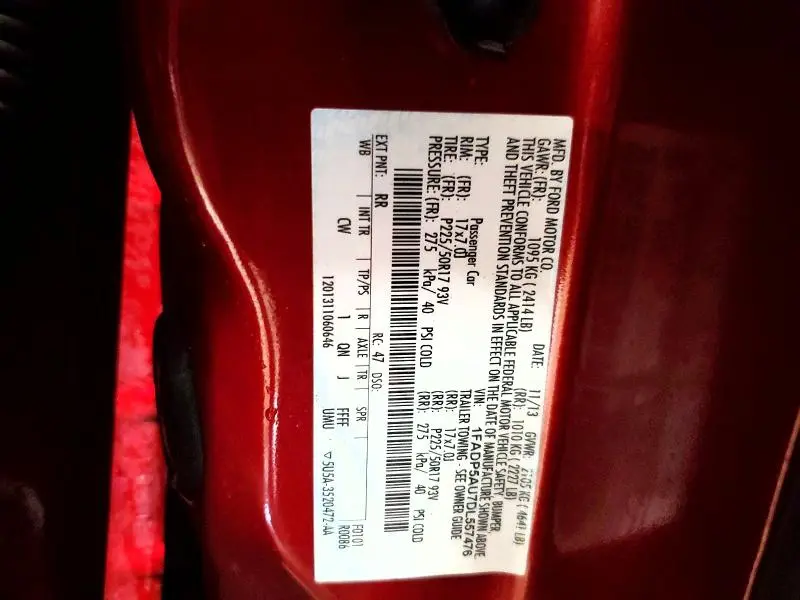 MFD. BY FORD MOTOR CO.
DATE: 11/13 GVWR: 2105 KG ( 4641 LB)
GAWR: (FR): 1095 KG ( 2414 LB) (RR): 1010 KG ( 2227 LB)
THIS VEHICLE CONFORMS TO ALL APPLICABLE FEDERAL MOTOR VEHICLE SAFETY, BUMPER,
AND THEFT PREVENTION STANDARDS IN EFFECT ON THE DATE OF MANUFACTURE SHOWN ABOVE.
VIN: 1FADP5AU7DL557476
TYPE: Passenger Car TRAILER TOWING - SEE OWNER GUIDE
RIM: (FR): 17x7.0J (RR): 17x7.0J
TIRE: (FR): P225/50R17 93V (RR): P225/50R17 93V
PRESSURE: (FR): 275 kPa/ 40 PSI COLD (RR): 275 kPa/ 40 PSI COLD
EXT PNT: RR RC: 47 DSO: F0101
WB INT TR TP/PS R AXLE TR SPR R0086
CW 1 QN J FFFF
1201311060646 UMU ▽5U5A-3520472-AA